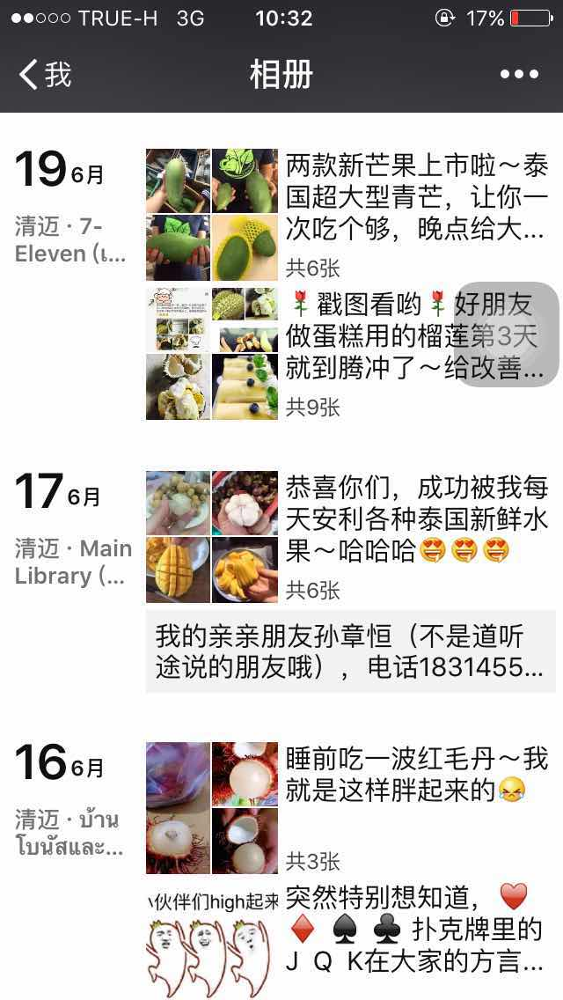 TRUE-H 3G 10:32 17%
我 相册
19 6月
清迈 · 7-
Eleven (เ...
两款新芒果上市啦～泰
国超大型青芒，让你一
次吃个够，晚点给大...
共6张
🌹戳图看哟🌹好朋友
做蛋糕用的榴莲第3天
就到腾冲了～给改善...
共9张
17 6月
清迈 · Main
Library (...
恭喜你们，成功被我每
天安利各种泰国新鲜水
果～哈哈哈😍😍😍
共6张
我的亲亲朋友孙章恒（不是道听
途说的朋友哦），电话1831455...
16 6月
清迈 · บ้าน
โบนัสและ...
睡前吃一波红毛丹～我
就是这样胖起来的😭
共3张
小伙伴们high起来
突然特别想知道，♥
♦ ♠ ♣ 扑克牌里的
J Q K在大家的方言...